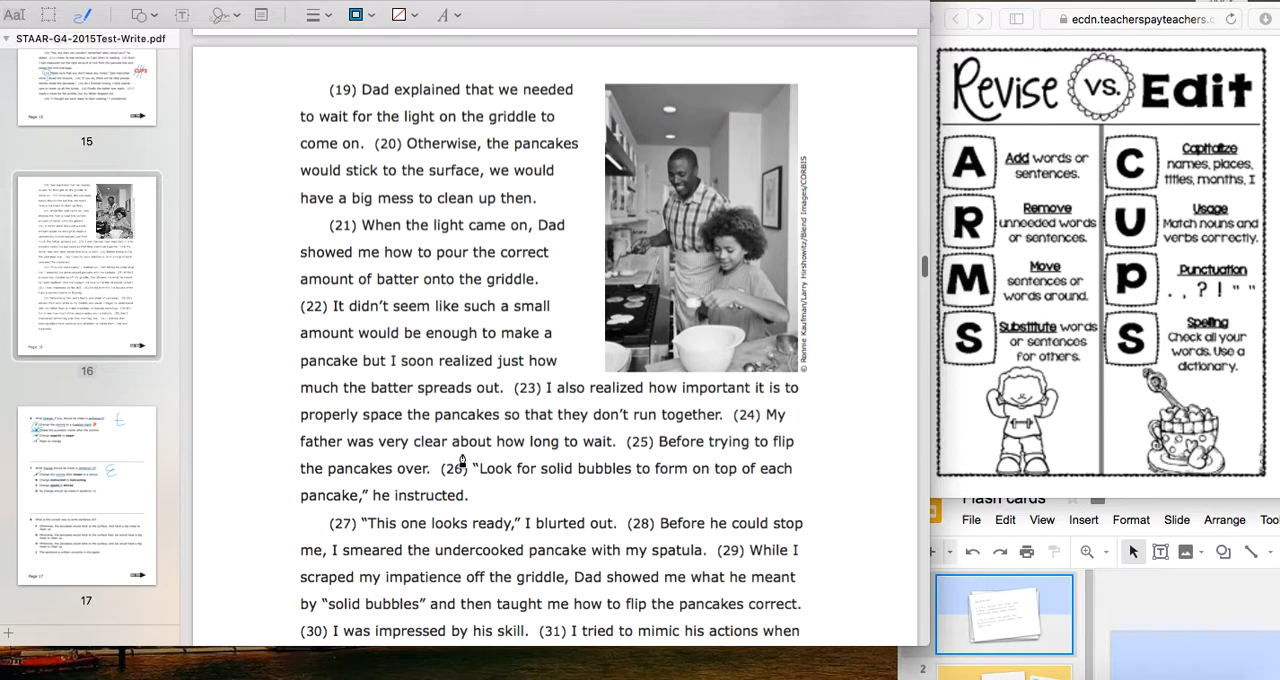 AaI
STAAR-G4-2015Test-Write.pdf
CUPS
Page 15
15
Page 16
16
Page 17
17
(19) Dad explained that we needed
to wait for the light on the griddle to
come on. (20) Otherwise, the pancakes
would stick to the surface, we would
have a big mess to clean up then.
(21) When the light came on, Dad
showed me how to pour the correct
amount of batter onto the griddle.
(22) It didn't seem like such a small
amount would be enough to make a
pancake but I soon realized just how
much the batter spreads out. (23) I also realized how important it is to
properly space the pancakes so that they don't run together. (24) My
father was very clear about how long to wait. (25) Before trying to flip
the pancakes over. (26) "Wait for solid bubbles to form on top of each
pancake," he instructed.
(27) "This one looks ready," I blurted out. (28) Before he could stop
me, I smeared the undercooked pancake with my spatula. (29) While I
scraped my impatience off the griddle, Dad showed me what he meant
by "solid bubbles" and then taught me how to flip the pancakes correct.
(30) I was impressed by his skill. (31) I tried to mimic his actions when
© Ronnie Kaufman/Larry Hirshowitz/Blend Images/CORBIS
ecdn.teacherspayteachers.c
Revise vs. Edit
A
Add words or
sentences.
R
Remove
unneeded words
or sentences.
M
Move
sentences or
words around.
S
Substitute words
or sentences
for others.
C
Capitalize
names, places,
titles, months, I
U
Usage
Match nouns and
verbs correctly.
P
Punctuation
. , ? ! " "
S
Spelling
Check all your
words. Use a
dictionary.
Flash cards
File Edit View Insert Format Slide Arrange Too
2